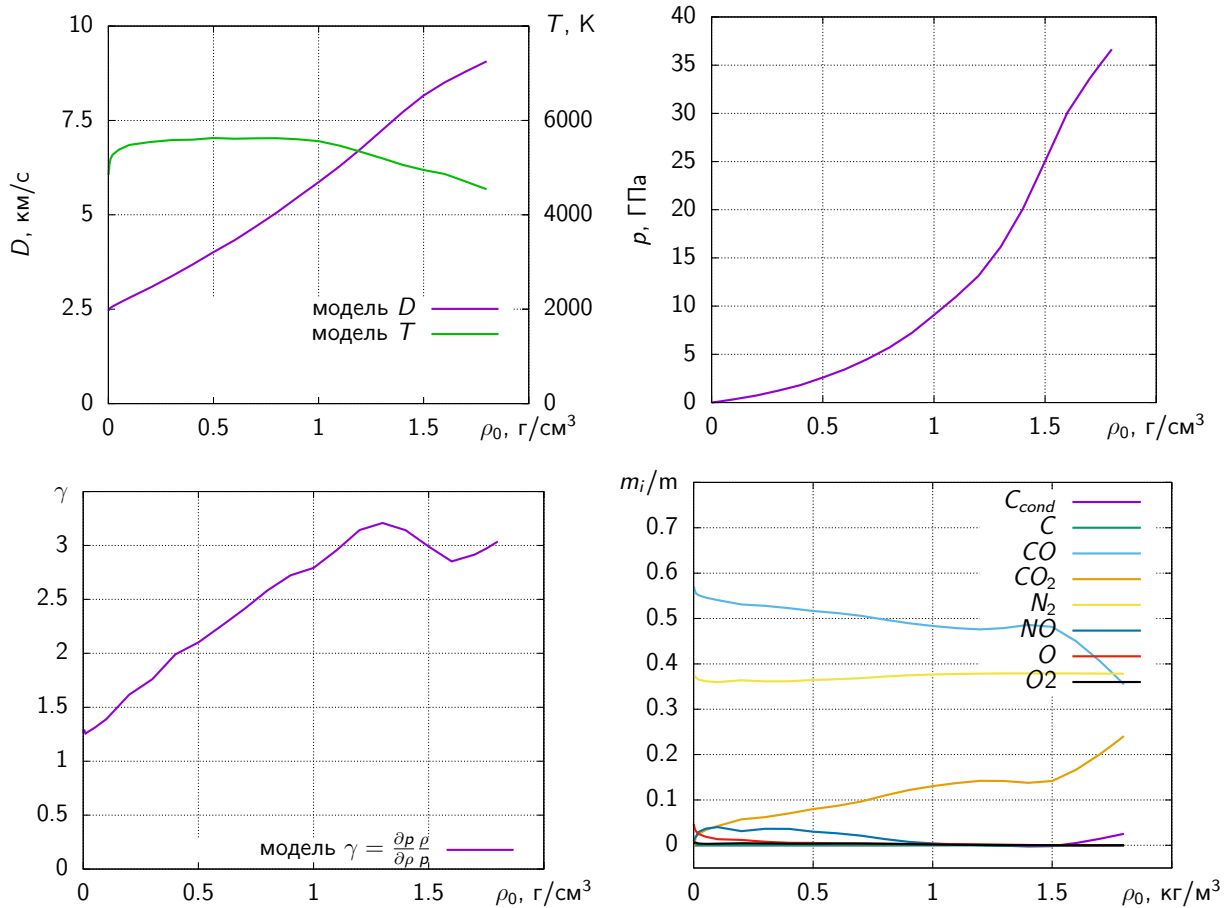 D, км/с
T, K
10
7.5
5
2.5
0
6000
4000
2000
0
модель D
модель T
0 0.5 1 1.5 ρ₀, г/см³
p, ГПа
40
35
30
25
20
15
10
5
0
0 0.5 1 1.5 ρ₀, г/см³
γ
3
2.5
2
1.5
1
0.5
0
модель γ = ∂p/∂ρ ρ/p
0 0.5 1 1.5 ρ₀, г/см³
mᵢ/m
0.7
0.6
0.5
0.4
0.3
0.2
0.1
0
C_cond
C
CO
CO₂
N₂
NO
O
O2
0 0.5 1 1.5 ρ₀, кг/м³